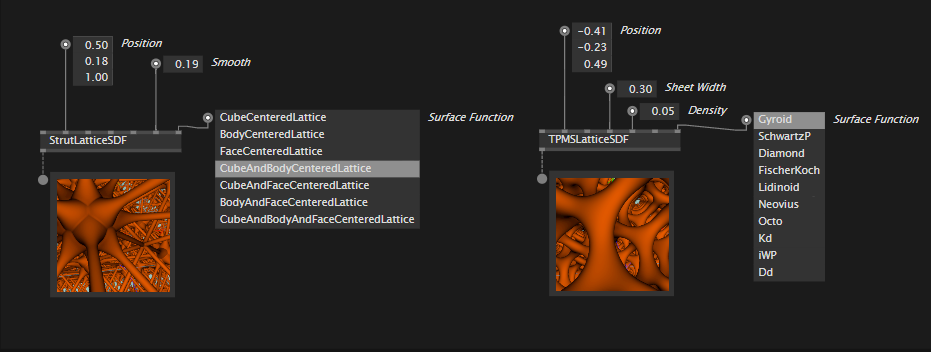 0.50
0.18
1.00
Position
0.19
Smooth
StrutLatticeSDF
CubeCenteredLattice
BodyCenteredLattice
FaceCenteredLattice
CubeAndBodyCenteredLattice
CubeAndFaceCenteredLattice
BodyAndFaceCenteredLattice
CubeAndBodyAndFaceCenteredLattice
Surface Function
-0.41
-0.23
0.49
Position
0.30
Sheet Width
0.05
Density
TPMSLatticeSDF
Gyroid
SchwartzP
Diamond
FischerKoch
Lidinoid
Neovius
Octo
Kd
iWP
Dd
Surface Function